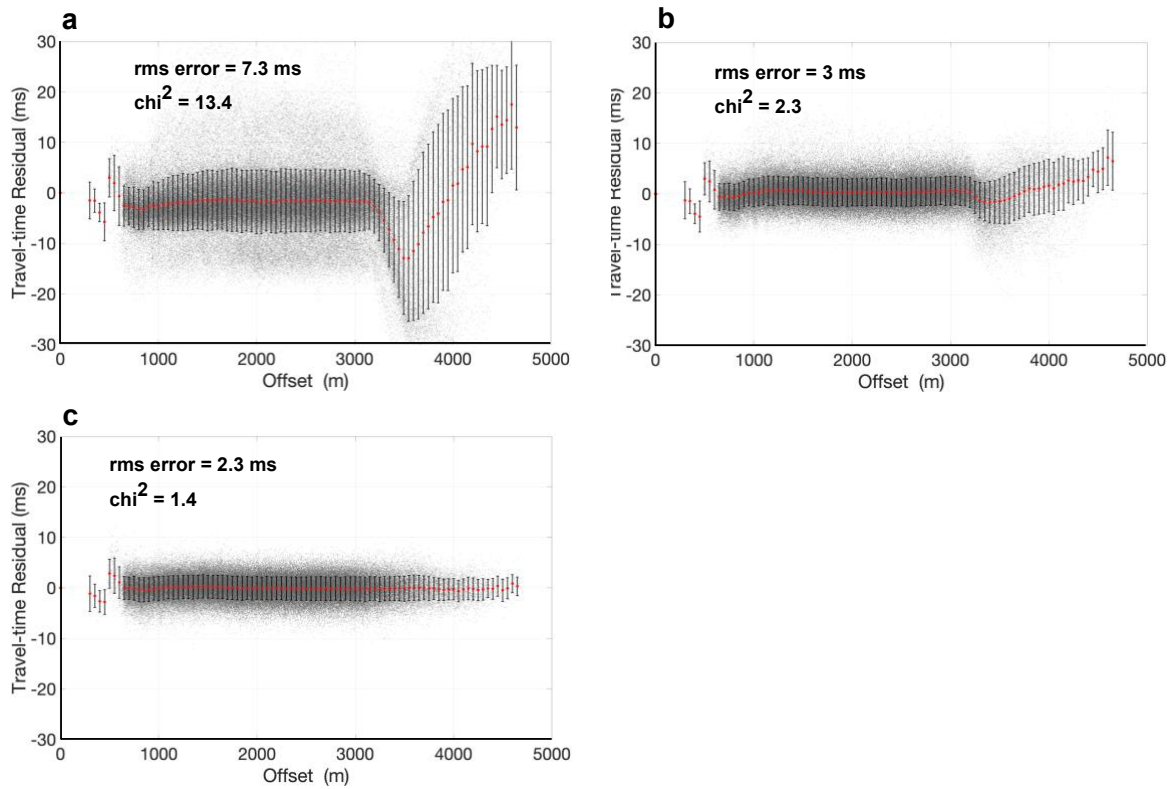 a
30
20
10
0
-10
-20
-30
rms error = 7.3 ms
chi2 = 13.4
Travel-time Residual (ms)
0 1000 2000 3000 4000 5000
Offset (m)
b
30
20
10
0
-10
-20
-30
rms error = 3 ms
chi2 = 2.3
Travel-time Residual (ms)
0 1000 2000 3000 4000 5000
Offset (m)
c
30
20
10
0
-10
-20
-30
rms error = 2.3 ms
chi2 = 1.4
Travel-time Residual (ms)
0 1000 2000 3000 4000 5000
Offset (m)